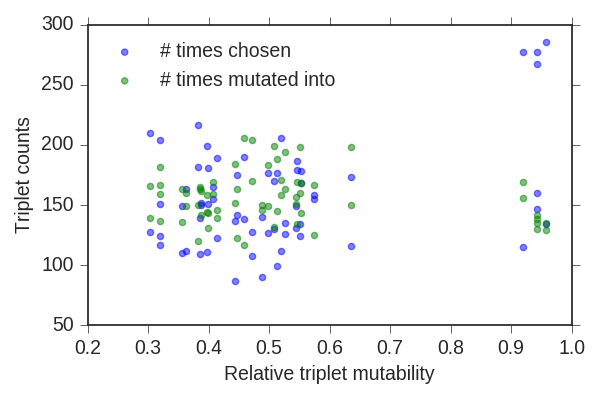 300
250
200
150
100
50
Triplet counts
# times chosen
# times mutated into
0.2 0.3 0.4 0.5 0.6 0.7 0.8 0.9 1.0
Relative triplet mutability